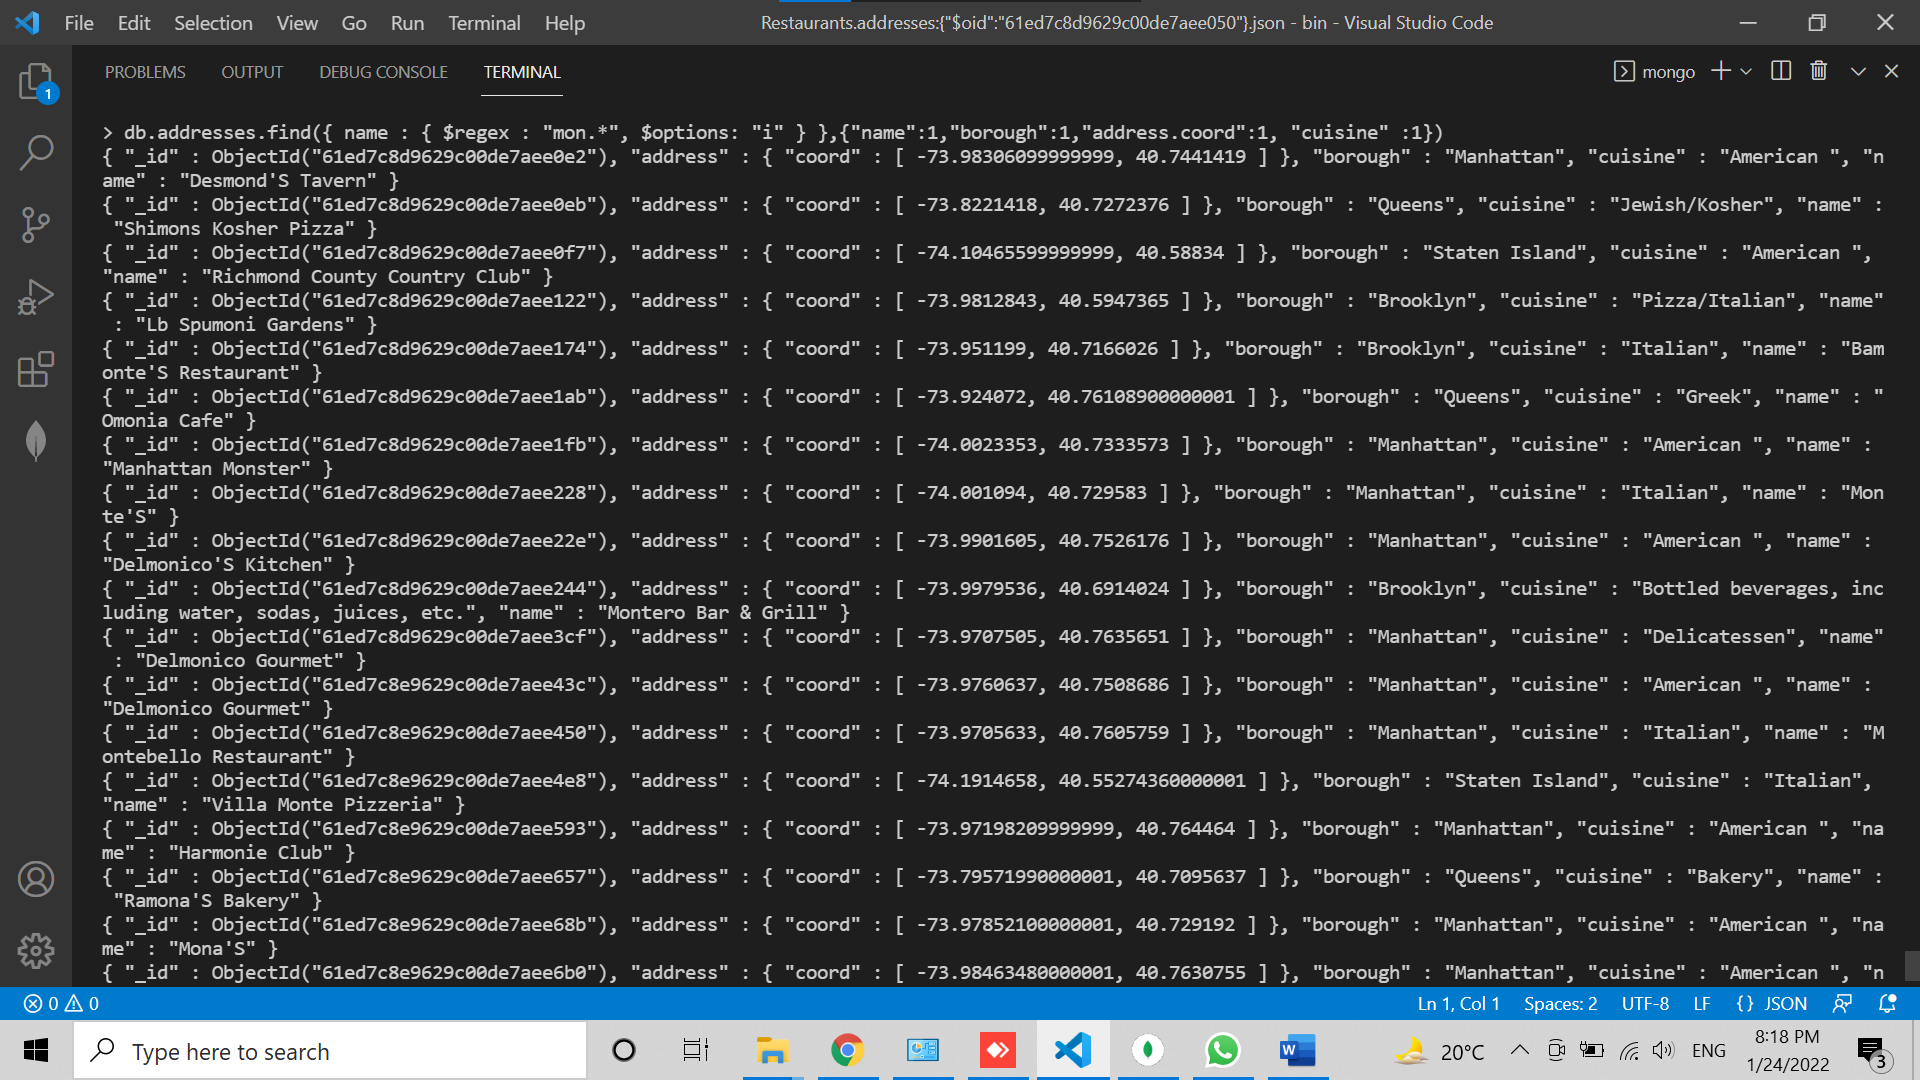 File Edit Selection View Go Run Terminal Help
Restaurants.addresses:{"$oid":"61ed7c8d9629c00de7aee050"}.json - bin - Visual Studio Code
PROBLEMS OUTPUT DEBUG CONSOLE TERMINAL
mongo
1
> db.addresses.find({ name : { $regex : "mon.*", $options: "i" } },{"name":1,"borough":1,"address.coord":1, "cuisine" :1})
{ "_id" : ObjectId("61ed7c8d9629c00de7aee0e2"), "address" : { "coord" : [ -73.98306099999999, 40.7441419 ] }, "borough" : "Manhattan", "cuisine" : "American ", "n
ame" : "Desmond'S Tavern" }
{ "_id" : ObjectId("61ed7c8d9629c00de7aee0eb"), "address" : { "coord" : [ -73.8221418, 40.7272376 ] }, "borough" : "Queens", "cuisine" : "Jewish/Kosher", "name" :
 "Shimons Kosher Pizza" }
{ "_id" : ObjectId("61ed7c8d9629c00de7aee0f7"), "address" : { "coord" : [ -74.10465599999999, 40.58834 ] }, "borough" : "Staten Island", "cuisine" : "American ",
"name" : "Richmond County Country Club" }
{ "_id" : ObjectId("61ed7c8d9629c00de7aee122"), "address" : { "coord" : [ -73.9812843, 40.5947365 ] }, "borough" : "Brooklyn", "cuisine" : "Pizza/Italian", "name"
 : "Lb Spumoni Gardens" }
{ "_id" : ObjectId("61ed7c8d9629c00de7aee174"), "address" : { "coord" : [ -73.951199, 40.7166026 ] }, "borough" : "Brooklyn", "cuisine" : "Italian", "name" : "Bam
onte'S Restaurant" }
{ "_id" : ObjectId("61ed7c8d9629c00de7aee1ab"), "address" : { "coord" : [ -73.924072, 40.76108900000001 ] }, "borough" : "Queens", "cuisine" : "Greek", "name" : "
Omonia Cafe" }
{ "_id" : ObjectId("61ed7c8d9629c00de7aee1fb"), "address" : { "coord" : [ -74.0023353, 40.7333573 ] }, "borough" : "Manhattan", "cuisine" : "American ", "name" :
"Manhattan Monster" }
{ "_id" : ObjectId("61ed7c8d9629c00de7aee228"), "address" : { "coord" : [ -74.001094, 40.729583 ] }, "borough" : "Manhattan", "cuisine" : "Italian", "name" : "Mon
te'S" }
{ "_id" : ObjectId("61ed7c8d9629c00de7aee22e"), "address" : { "coord" : [ -73.9901605, 40.7526176 ] }, "borough" : "Manhattan", "cuisine" : "American ", "name" :
"Delmonico'S Kitchen" }
{ "_id" : ObjectId("61ed7c8d9629c00de7aee244"), "address" : { "coord" : [ -73.9979536, 40.6914024 ] }, "borough" : "Brooklyn", "cuisine" : "Bottled beverages, inc
luding water, sodas, juices, etc.", "name" : "Montero Bar & Grill" }
{ "_id" : ObjectId("61ed7c8d9629c00de7aee3cf"), "address" : { "coord" : [ -73.9707505, 40.7635651 ] }, "borough" : "Manhattan", "cuisine" : "Delicatessen", "name"
 : "Delmonico Gourmet" }
{ "_id" : ObjectId("61ed7c8e9629c00de7aee43c"), "address" : { "coord" : [ -73.9760637, 40.7508686 ] }, "borough" : "Manhattan", "cuisine" : "American ", "name" :
"Delmonico Gourmet" }
{ "_id" : ObjectId("61ed7c8e9629c00de7aee450"), "address" : { "coord" : [ -73.9705633, 40.7605759 ] }, "borough" : "Manhattan", "cuisine" : "Italian", "name" : "M
ontebello Restaurant" }
{ "_id" : ObjectId("61ed7c8e9629c00de7aee4e8"), "address" : { "coord" : [ -74.1914658, 40.55274360000001 ] }, "borough" : "Staten Island", "cuisine" : "Italian",
"name" : "Villa Monte Pizzeria" }
{ "_id" : ObjectId("61ed7c8e9629c00de7aee593"), "address" : { "coord" : [ -73.97198209999999, 40.764464 ] }, "borough" : "Manhattan", "cuisine" : "American ", "na
me" : "Harmonie Club" }
{ "_id" : ObjectId("61ed7c8e9629c00de7aee657"), "address" : { "coord" : [ -73.79571990000001, 40.7095637 ] }, "borough" : "Queens", "cuisine" : "Bakery", "name" :
 "Ramona'S Bakery" }
{ "_id" : ObjectId("61ed7c8e9629c00de7aee68b"), "address" : { "coord" : [ -73.97852100000001, 40.729192 ] }, "borough" : "Manhattan", "cuisine" : "American ", "na
me" : "Mona'S" }
{ "_id" : ObjectId("61ed7c8e9629c00de7aee6b0"), "address" : { "coord" : [ -73.98463480000001, 40.7630755 ] }, "borough" : "Manhattan", "cuisine" : "American ", "n
0 0 Ln 1, Col 1 Spaces: 2 UTF-8 LF {} JSON
Type here to search
W
20°C ENG
8:18 PM
1/24/2022
3